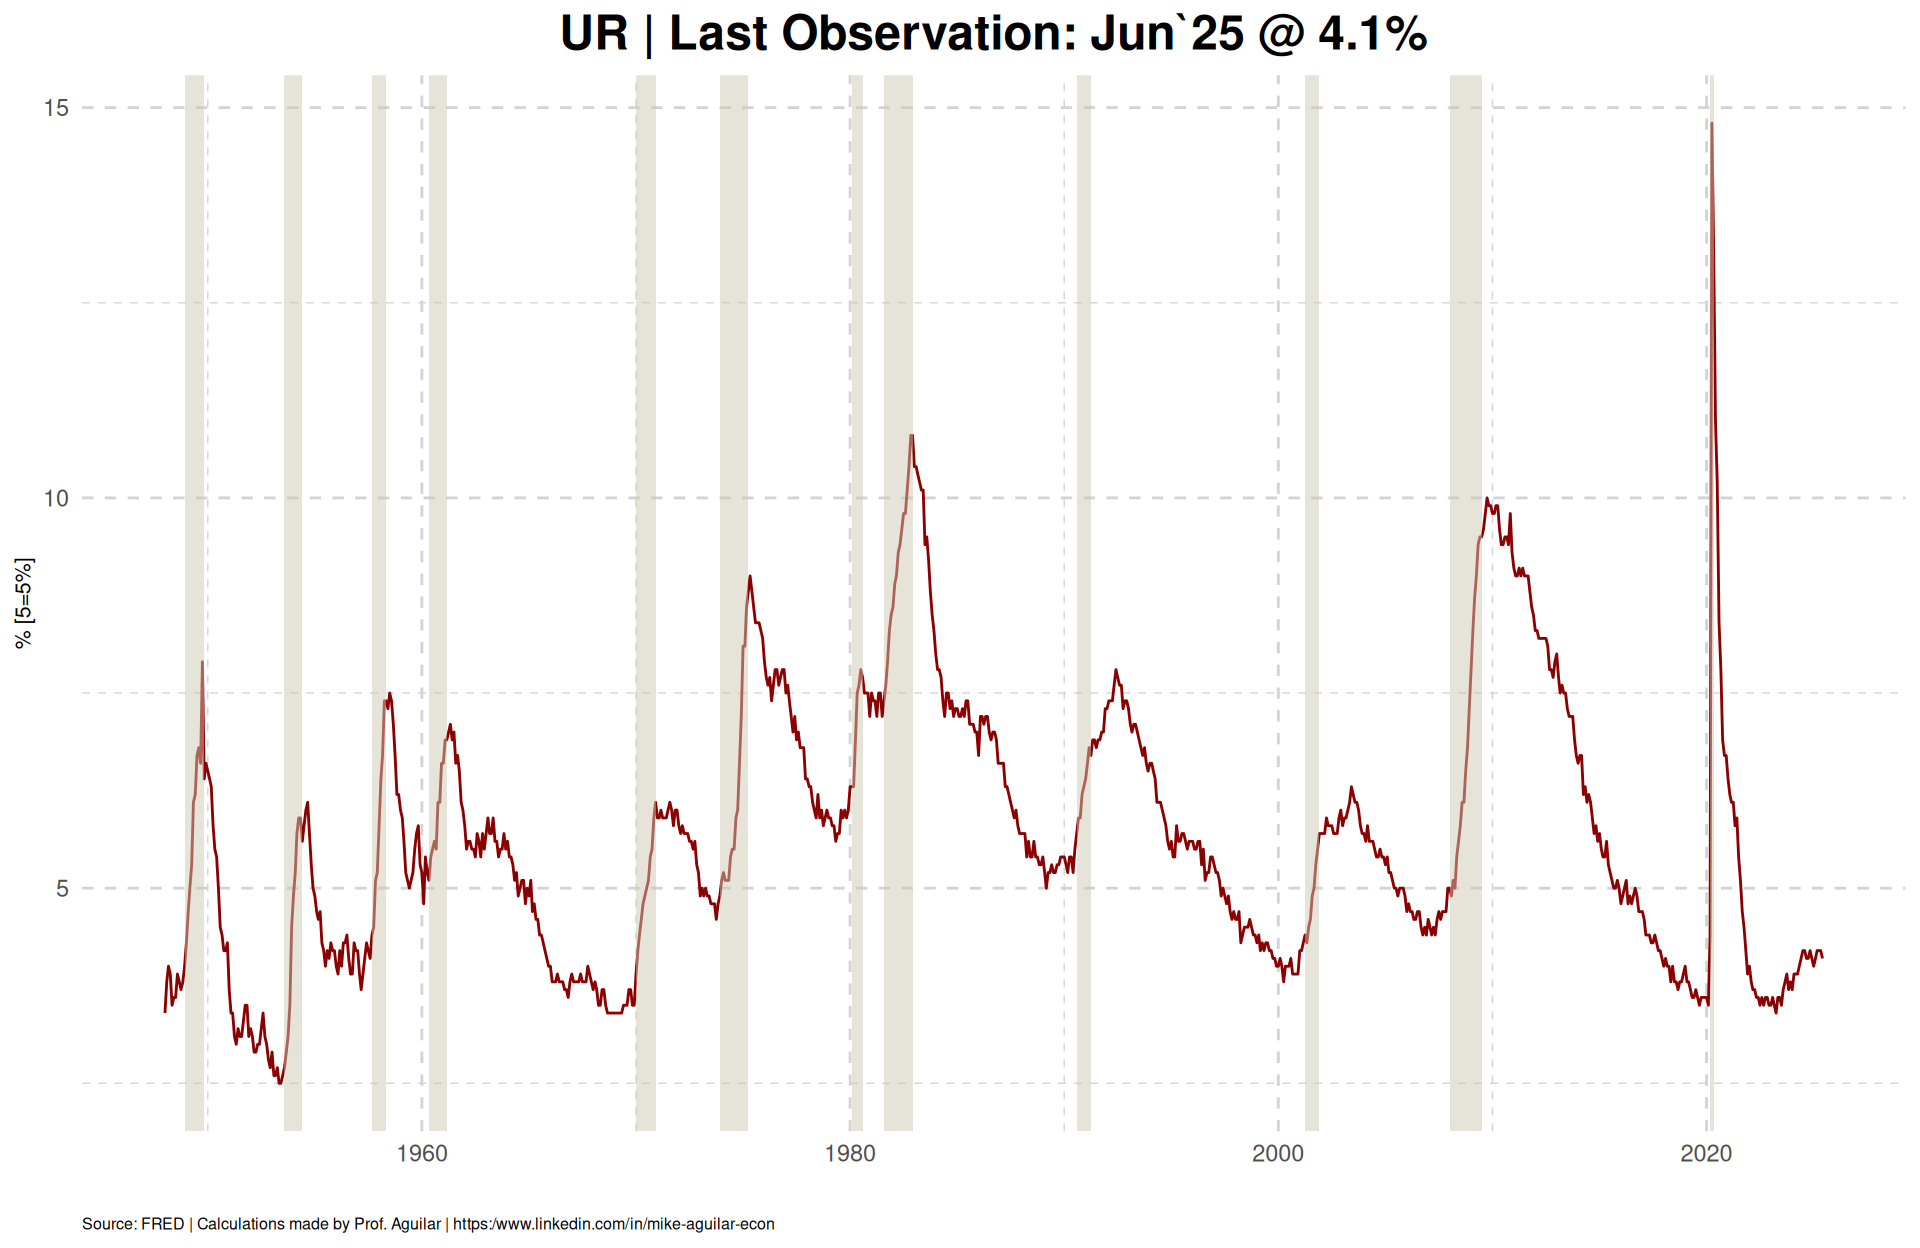 UR | Last Observation: Jun`25 @ 4.1%
15
10
5
% [5=5%]
1960 1980 2000 2020
Source: FRED | Calculations made by Prof. Aguilar | https:/www.linkedin.com/in/mike-aguilar-econ